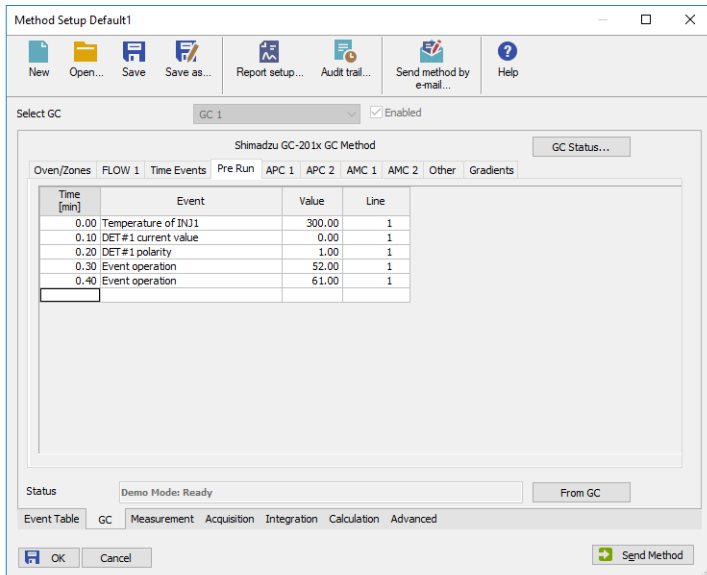 Method Setup Default1
New Open... Save Save as... Report setup... Audit trail... Send method by e-mail... Help
Select GC GC 1 Enabled
Shimadzu GC-201x GC Method GC Status...
Oven/Zones FLOW 1 Time Events Pre Run APC 1 APC 2 AMC 1 AMC 2 Other Gradients
Time [min] Event Value Line
0.00 Temperature of INJ1 300.00 1
0.10 DET#1 current value 0.00 1
0.20 DET#1 polarity 1.00 1
0.30 Event operation 52.00 1
0.40 Event operation 61.00 1
Status Demo Mode: Ready From GC
Event Table GC Measurement Acquisition Integration Calculation Advanced
OK Cancel Send Method